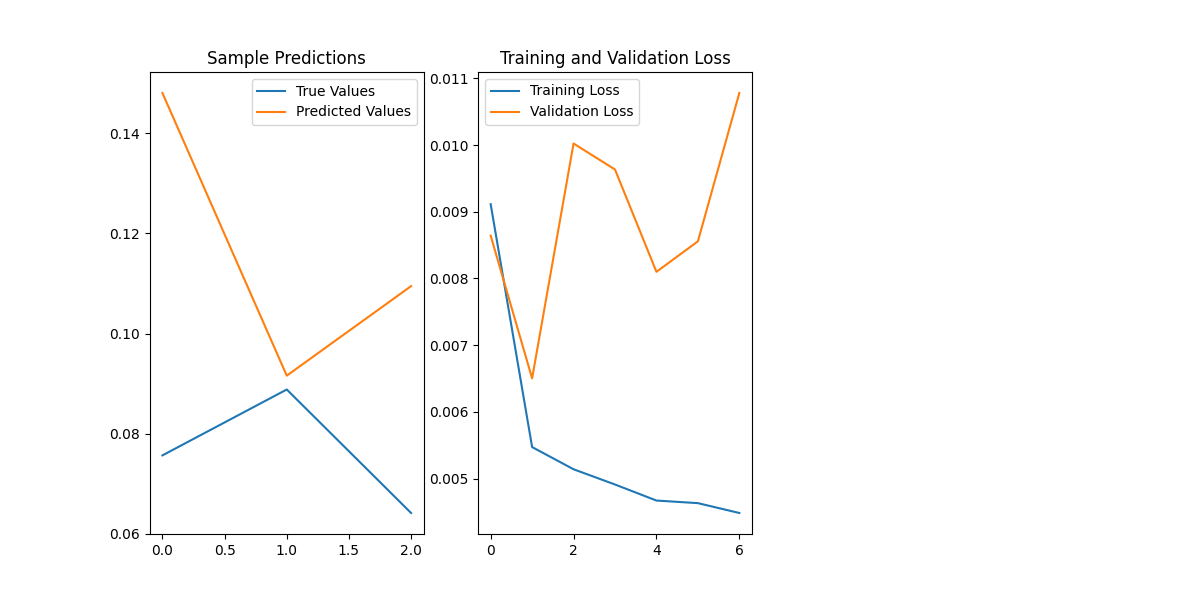 Sample Predictions
True Values
Predicted Values
0.14
0.12
0.10
0.08
0.06
0.0 0.5 1.0 1.5 2.0
Training and Validation Loss
Training Loss
Validation Loss
0.011
0.010
0.009
0.008
0.007
0.006
0.005
0 2 4 6